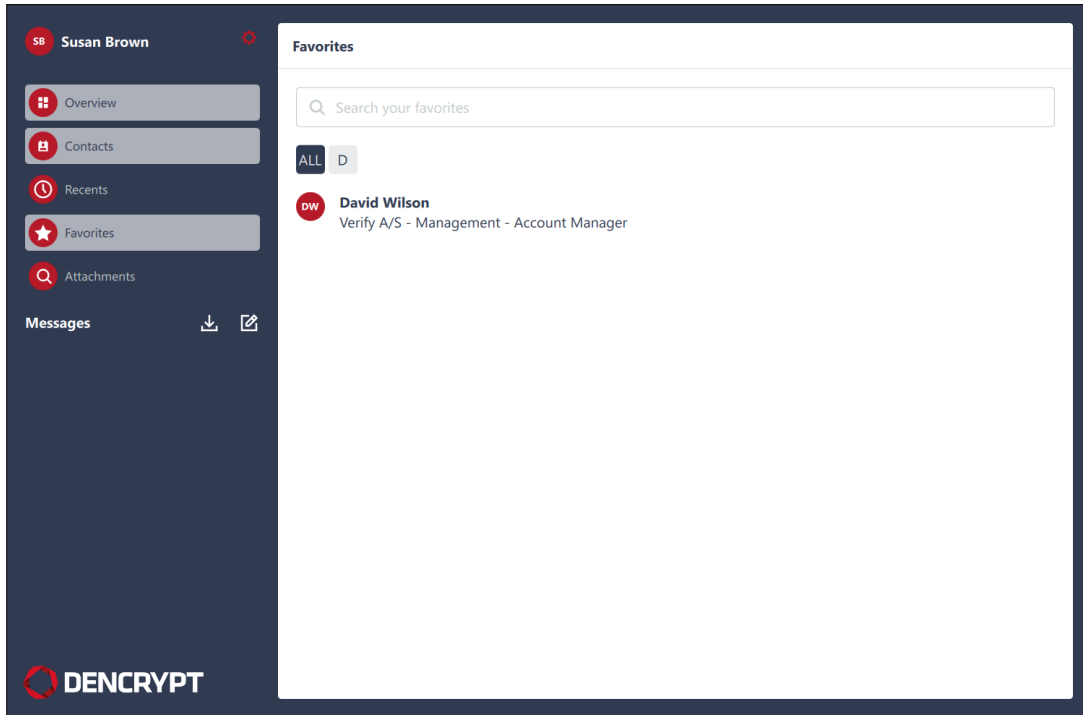 SB Susan Brown
Overview
Contacts
Recents
Favorites
Attachments
Messages
DENCRYPT
Favorites
Search your favorites
ALL D
DW David Wilson
Verify A/S - Management - Account Manager